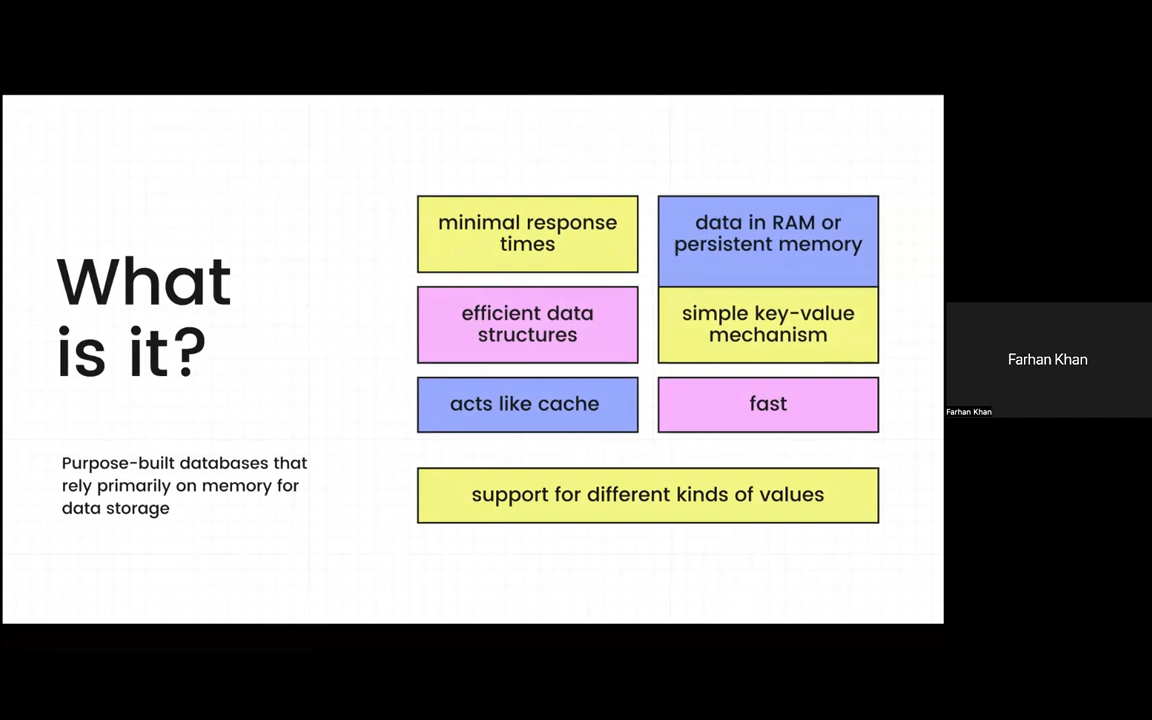 What
is it?
Purpose-built databases that
rely primarily on memory for
data storage
minimal response
times
data in RAM or
persistent memory
efficient data
structures
simple key-value
mechanism
acts like cache
fast
support for different kinds of values
Farhan Khan
Farhan Khan